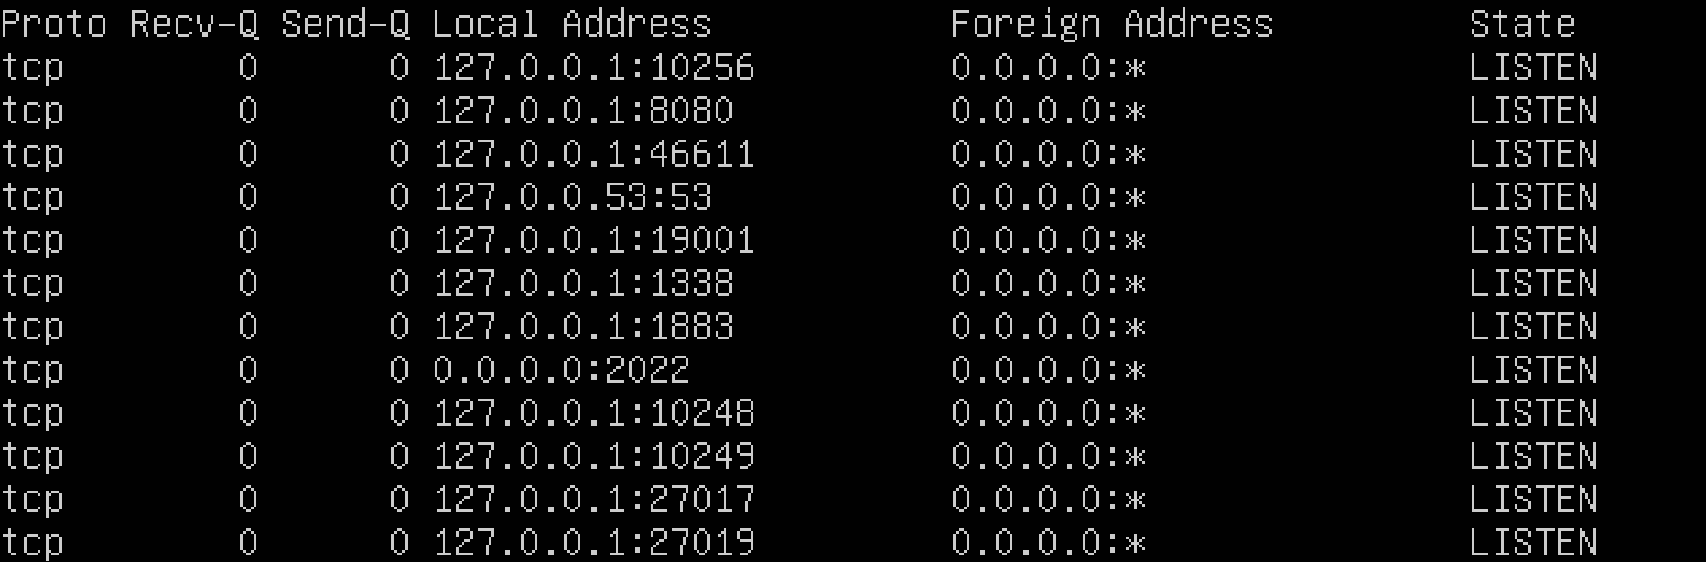 Proto Recv-Q Send-Q Local Address Foreign Address State
tcp 0 0 127.0.0.1:10256 0.0.0.0:* LISTEN
tcp 0 0 127.0.0.1:8080 0.0.0.0:* LISTEN
tcp 0 0 127.0.0.1:46611 0.0.0.0:* LISTEN
tcp 0 0 127.0.0.53:53 0.0.0.0:* LISTEN
tcp 0 0 127.0.0.1:19001 0.0.0.0:* LISTEN
tcp 0 0 127.0.0.1:1338 0.0.0.0:* LISTEN
tcp 0 0 127.0.0.1:1883 0.0.0.0:* LISTEN
tcp 0 0 0.0.0.0:2022 0.0.0.0:* LISTEN
tcp 0 0 127.0.0.1:10248 0.0.0.0:* LISTEN
tcp 0 0 127.0.0.1:10249 0.0.0.0:* LISTEN
tcp 0 0 127.0.0.1:27017 0.0.0.0:* LISTEN
tcp 0 0 127.0.0.1:27019 0.0.0.0:* LISTEN